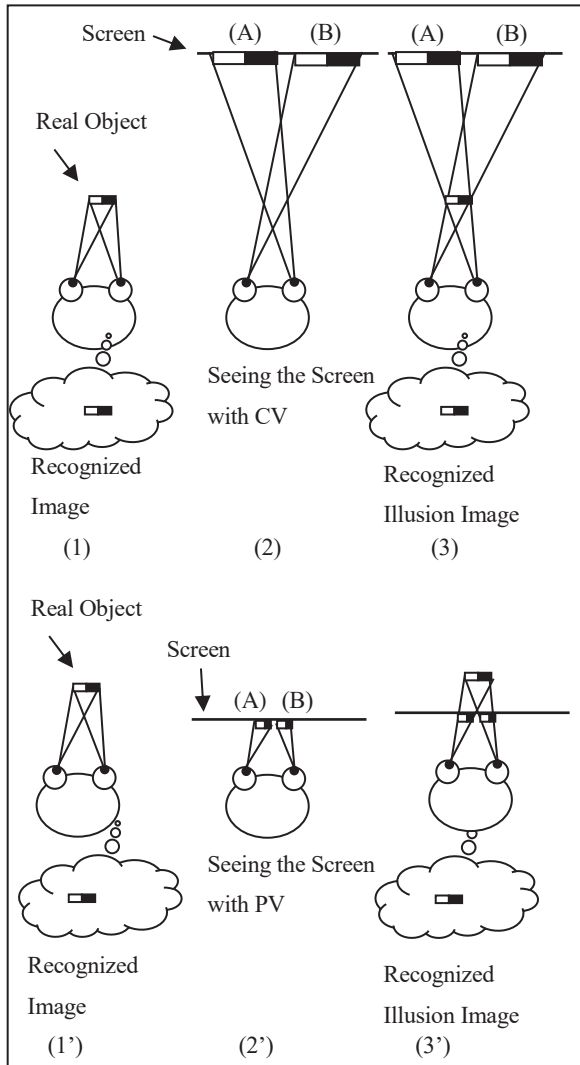 Screen
(A) (B)
(A) (B)
Real Object
Recognized
Image
(1)
Seeing the Screen
with CV
(2)
Recognized
Illusion Image
(3)
Real Object
Screen
(A) (B)
Recognized
Image
(1')
Seeing the Screen
with PV
(2')
Recognized
Illusion Image
(3')